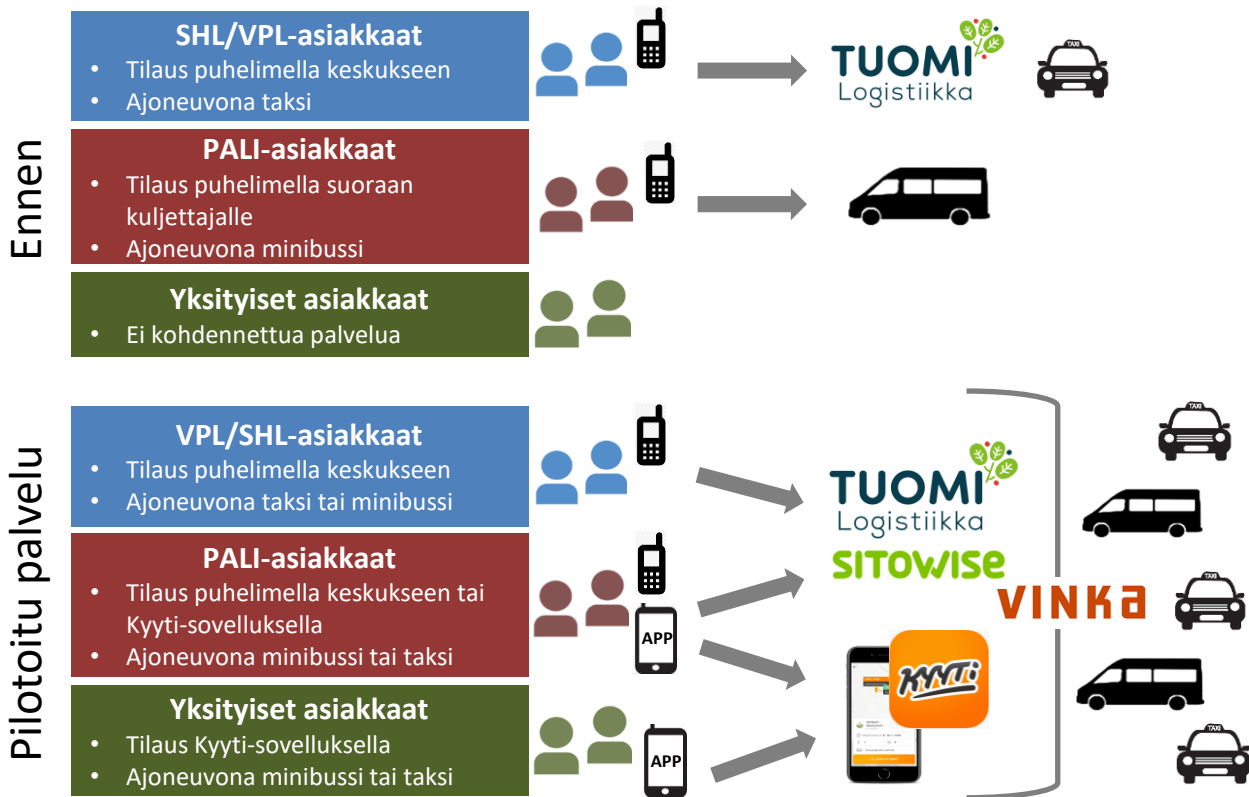 Ennen
SHL/VPL-asiakkaat
• Tilaus puhelimella keskukseen
• Ajoneuvona taksi
TUOMI
Logistiikka
TAXI
PALI-asiakkaat
• Tilaus puhelimella suoraan
kuljettajalle
• Ajoneuvona minibussi
Yksityiset asiakkaat
• Ei kohdennettua palvelua
Pilotoitu palvelu
VPL/SHL-asiakkaat
• Tilaus puhelimella keskukseen
• Ajoneuvona taksi tai minibussi
TUOMI
Logistiikka
SITOWISE
TAXI
PALI-asiakkaat
• Tilaus puhelimella keskukseen tai
Kyyti-sovelluksella
• Ajoneuvona minibussi tai taksi
APP
VINKA
TAXI
KYYTI
Yksityiset asiakkaat
• Tilaus Kyyti-sovelluksella
• Ajoneuvona minibussi tai taksi
APP
TAXI